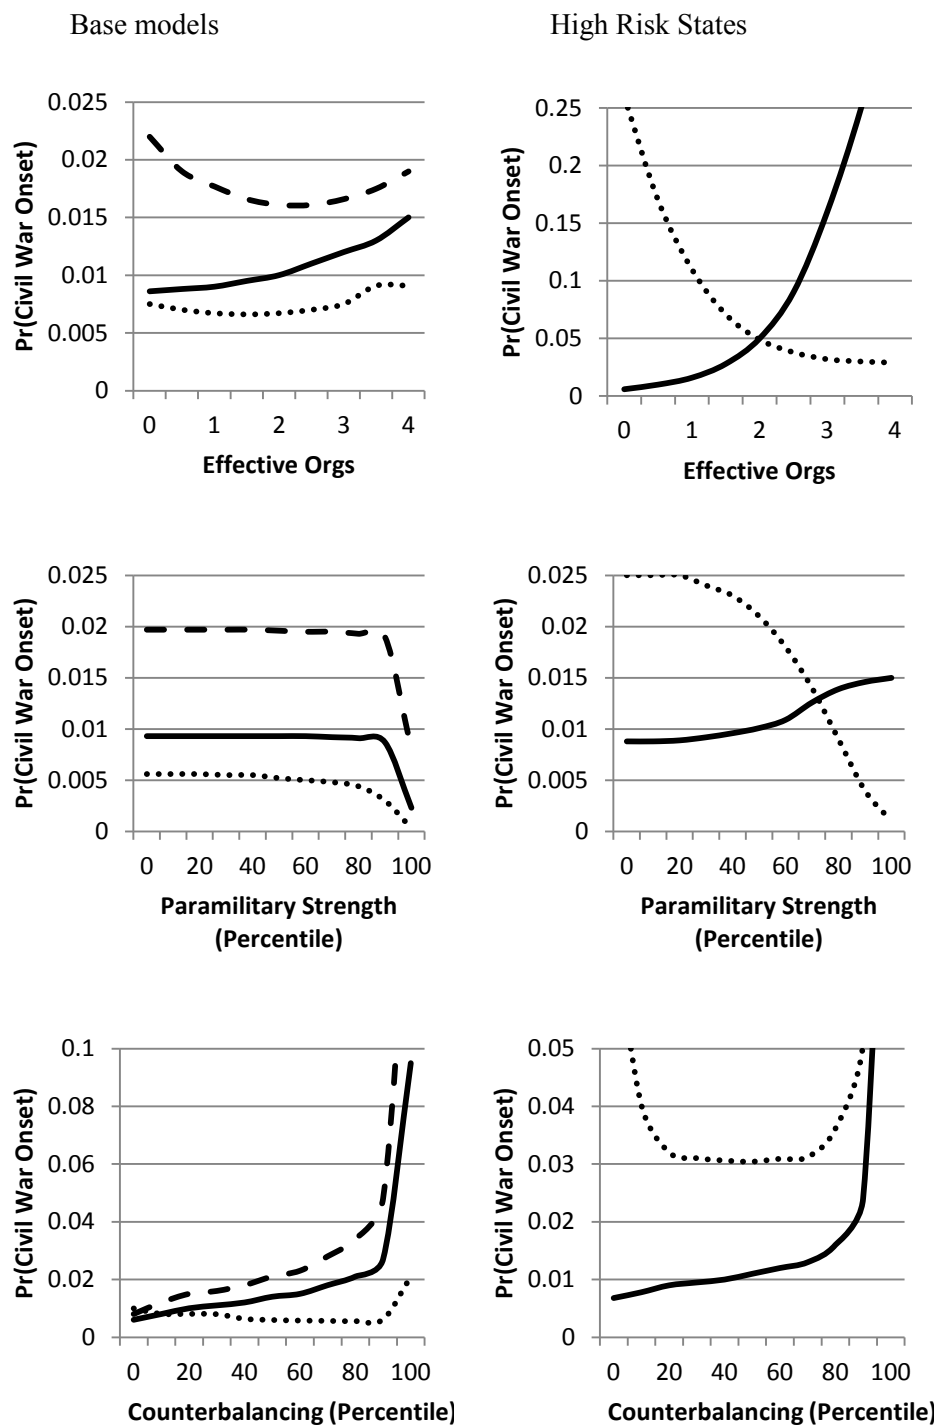 Base models
High Risk States
Pr(Civil War Onset)
0.025
0.02
0.015
0.01
0.005
0
0 1 2 3 4
Effective Orgs
Pr(Civil War Onset)
0.25
0.2
0.15
0.1
0.05
0
0 1 2 3 4
Effective Orgs
Pr(Civil War Onset)
0.025
0.02
0.015
0.01
0.005
0
0 20 40 60 80 100
Paramilitary Strength
(Percentile)
Pr(Civil War Onset)
0.025
0.02
0.015
0.01
0.005
0
0 20 40 60 80 100
Paramilitary Strength
(Percentile)
Pr(Civil War Onset)
0.1
0.08
0.06
0.04
0.02
0
0 20 40 60 80 100
Counterbalancing (Percentile)
Pr(Civil War Onset)
0.05
0.04
0.03
0.02
0.01
0
0 20 40 60 80 100
Counterbalancing (Percentile)